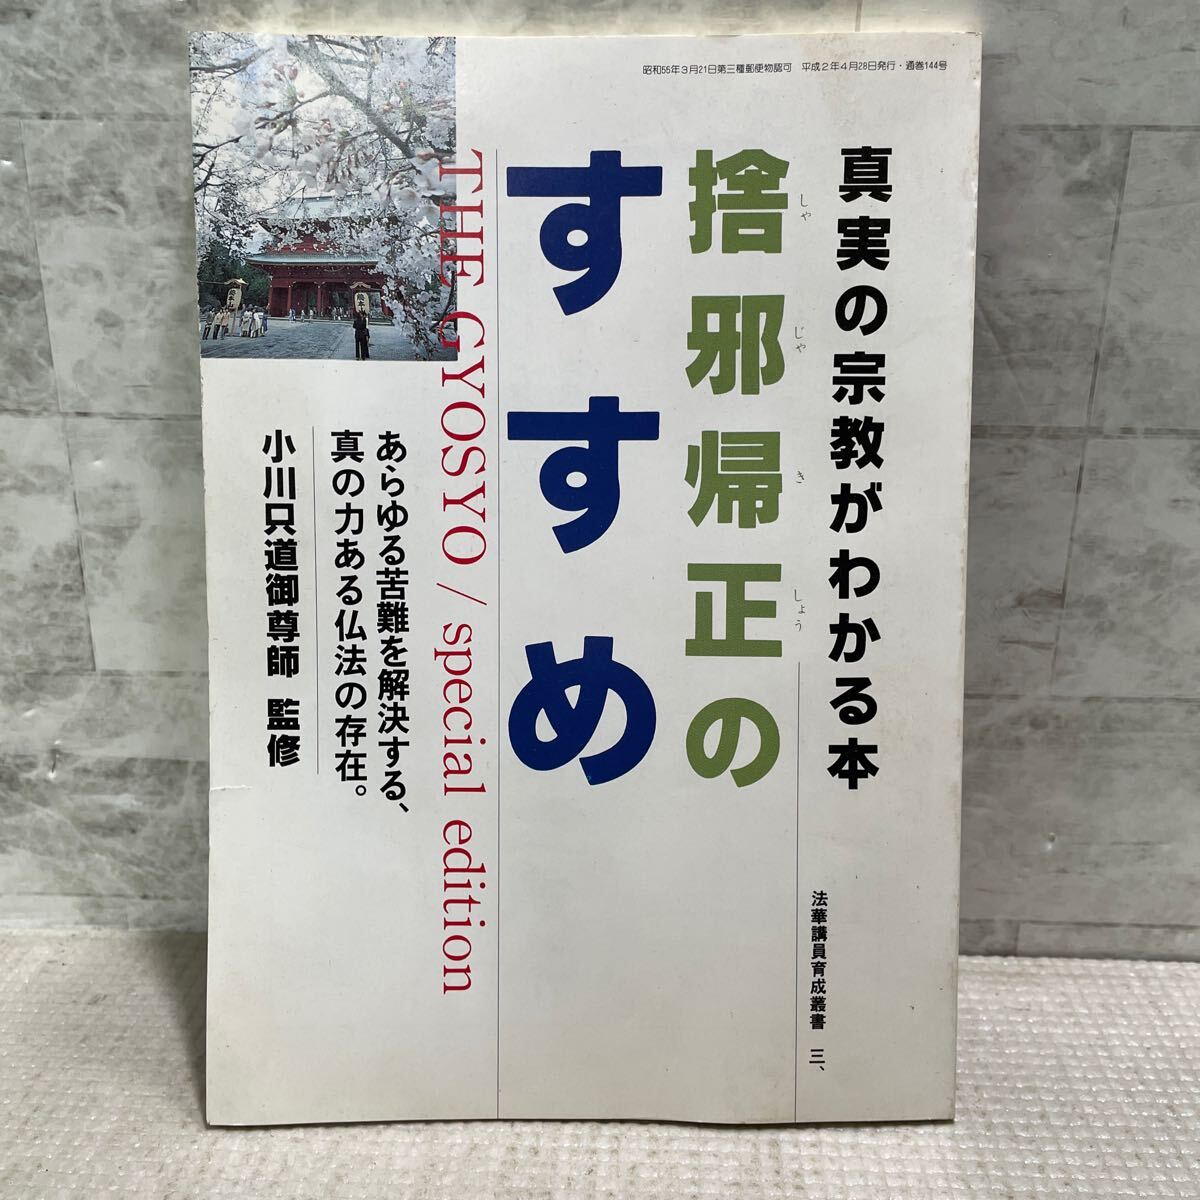 昭和56年3月21日第三種郵便物認可 平成2年4月28日発行・通巻144号
真実の宗教がわかる本
法華講員育成叢書 三、
捨邪帰正の
しゃ じゃ き しょう
すすめ
THE GYOSYO / special edition
あらゆる苦難を解決する、
真の力ある仏法の存在。
小川只道御尊師 監修